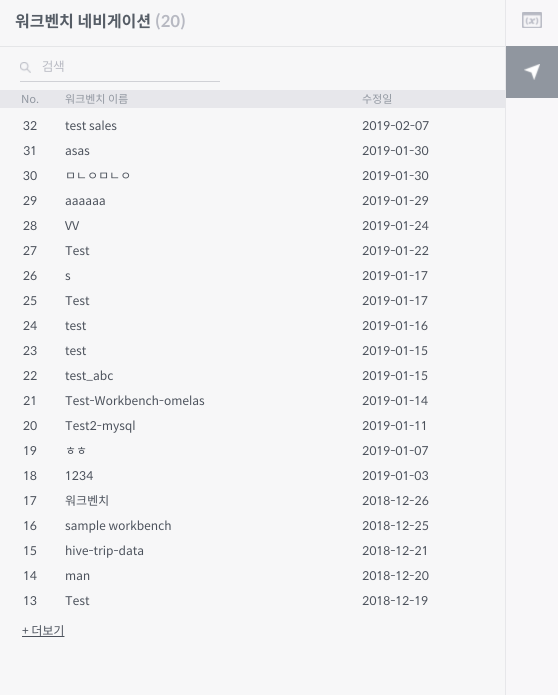 워크벤치 네비게이션 (20)
(x)
검색
No. 워크벤치 이름 수정일
32 test sales 2019-02-07
31 asas 2019-01-30
30 ㅁㄴㅇㅁㄴㅇ 2019-01-30
29 aaaaaa 2019-01-29
28 VV 2019-01-24
27 Test 2019-01-22
26 s 2019-01-17
25 Test 2019-01-17
24 test 2019-01-16
23 test 2019-01-15
22 test_abc 2019-01-15
21 Test-Workbench-omelas 2019-01-14
20 Test2-mysql 2019-01-11
19 ㅎㅎ 2019-01-07
18 1234 2019-01-03
17 워크벤치 2018-12-26
16 sample workbench 2018-12-25
15 hive-trip-data 2018-12-21
14 man 2018-12-20
13 Test 2018-12-19
+ 더보기